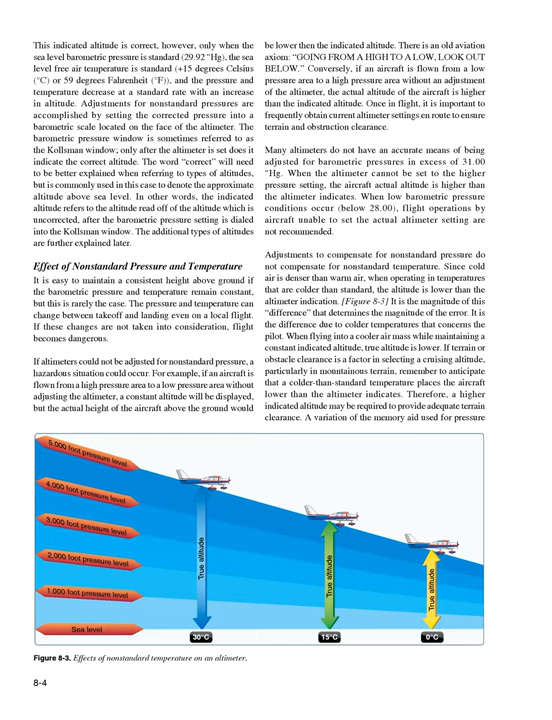 This indicated altitude is correct, however, only when the
sea level barometric pressure is standard (29.92 "Hg), the sea
level free air temperature is standard (+15 degrees Celsius
(°C) or 59 degrees Fahrenheit (°F)), and the pressure and
temperature decrease at a standard rate with an increase
in altitude. Adjustments for nonstandard pressures are
accomplished by setting the corrected pressure into a
barometric scale located on the face of the altimeter. The
barometric pressure window is sometimes referred to as
the Kollsman window; only after the altimeter is set does it
indicate the correct altitude. The word “correct” will need
to be better explained when referring to types of altitudes,
but is commonly used in this case to denote the approximate
altitude above sea level. In other words, the indicated
altitude refers to the altitude read off of the altitude which is
uncorrected, after the barometric pressure setting is dialed
into the Kollsman window. The additional types of altitudes
are further explained later.
Effect of Nonstandard Pressure and Temperature
It is easy to maintain a consistent height above ground if
the barometric pressure and temperature remain constant,
but this is rarely the case. The pressure and temperature can
change between takeoff and landing even on a local flight.
If these changes are not taken into consideration, flight
becomes dangerous.
If altimeters could not be adjusted for nonstandard pressure, a
hazardous situation could occur. For example, if an aircraft is
flown from a high pressure area to a low pressure area without
adjusting the altimeter, a constant altitude will be displayed,
but the actual height of the aircraft above the ground would
be lower then the indicated altitude. There is an old aviation
axiom: “GOING FROM A HIGH TO A LOW, LOOK OUT
BELOW.” Conversely, if an aircraft is flown from a low
pressure area to a high pressure area without an adjustment
of the altimeter, the actual altitude of the aircraft is higher
than the indicated altitude. Once in flight, it is important to
frequently obtain current altimeter settings en route to ensure
terrain and obstruction clearance.
Many altimeters do not have an accurate means of being
adjusted for barometric pressures in excess of 31.00
"Hg. When the altimeter cannot be set to the higher
pressure setting, the aircraft actual altitude is higher than
the altimeter indicates. When low barometric pressure
conditions occur (below 28.00), flight operations by
aircraft unable to set the actual altimeter setting are
not recommended.
Adjustments to compensate for nonstandard pressure do
not compensate for nonstandard temperature. Since cold
air is denser than warm air, when operating in temperatures
that are colder than standard, the altitude is lower than the
altimeter indication. [Figure 8-3] It is the magnitude of this
“difference” that determines the magnitude of the error. It is
the difference due to colder temperatures that concerns the
pilot. When flying into a cooler air mass while maintaining a
constant indicated altitude, true altitude is lower. If terrain or
obstacle clearance is a factor in selecting a cruising altitude,
particularly in mountainous terrain, remember to anticipate
that a colder-than-standard temperature places the aircraft
lower than the altimeter indicates. Therefore, a higher
indicated altitude may be required to provide adequate terrain
clearance. A variation of the memory aid used for pressure
5,000 foot pressure level
4,000 foot pressure level
3,000 foot pressure level
2,000 foot pressure level
1,000 foot pressure level
Sea level
True altitude
True altitude
True altitude
30°C
15°C
0°C
Figure 8-3. Effects of nonstandard temperature on an altimeter.
8-4